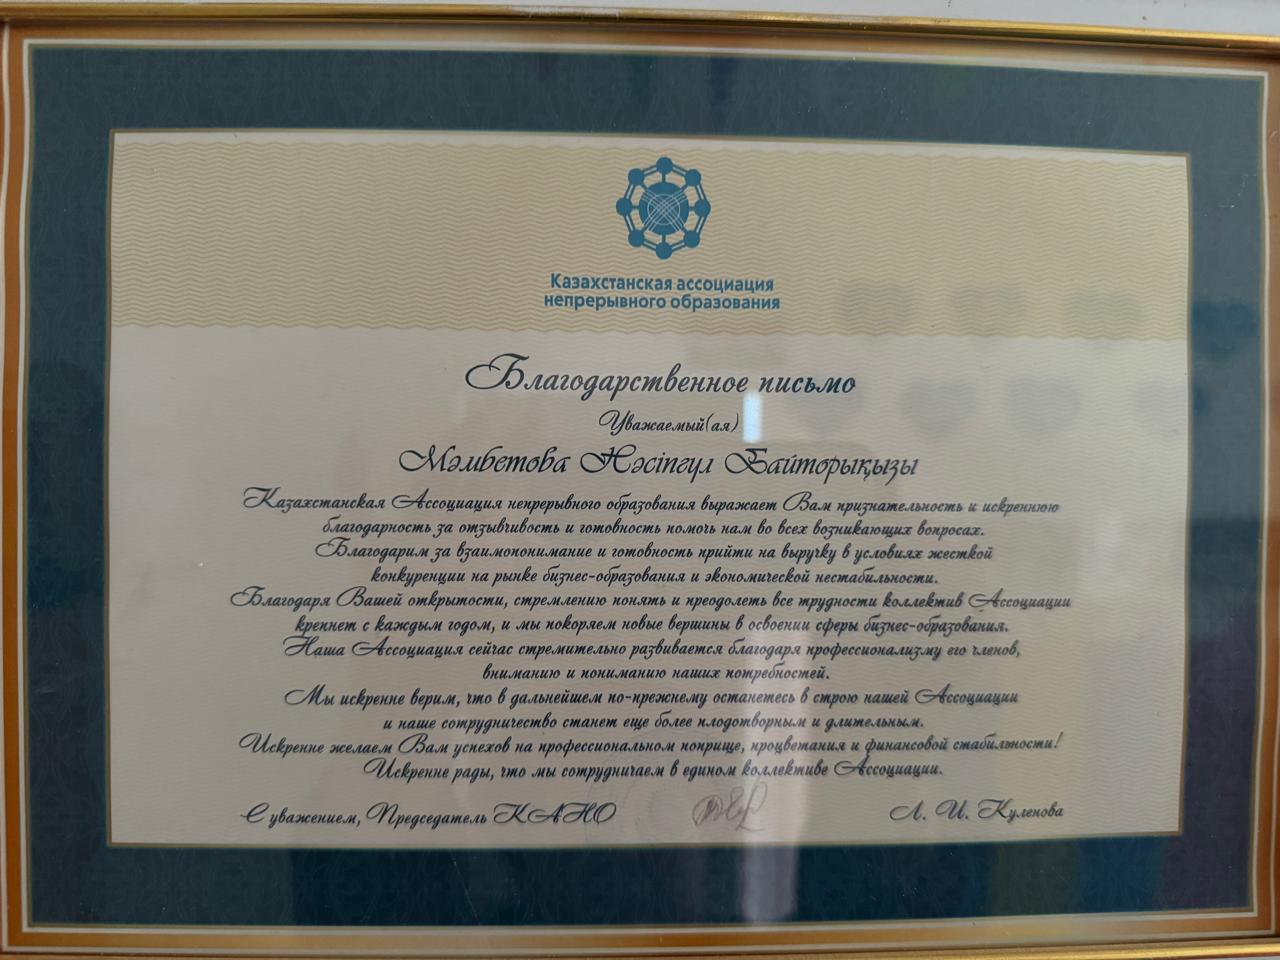 Казахстанская ассоциация
непрерывного образования
Благодарственное письмо
Уважаемый(ая)
Мәмбетова Нәсіпгүл Байторықызы
Казахстанская Ассоциация непрерывного образования выражает Вам признательность и искреннюю
благодарность за отзывчивость и готовность помочь нам во всех возникающих вопросах.
Благодарим за взаимопонимание и готовность прийти на выручку в условиях жесткой
конкуренции на рынке бизнес-образования и экономической нестабильности.
Благодаря Вашей открытости, стремлению понять и преодолеть все трудности коллектив Ассоциации
крепнет с каждым годом, и мы покоряем новые вершины в освоении сферы бизнес-образования.
Наша Ассоциация сейчас стремительно развивается благодаря профессионализму его членов,
вниманию и пониманию наших потребностей.
Мы искренне верим, что в дальнейшем по-прежнему останетесь в строю нашей Ассоциации
и наше сотрудничество станет еще более плодотворным и длительным.
Искренне желаем Вам успехов на профессиональном поприще, процветания и финансовой стабильности!
Искренне рады, что мы сотрудничаем в едином коллективе Ассоциации.
С уважением, Председатель КАНО Л. И. Куленова